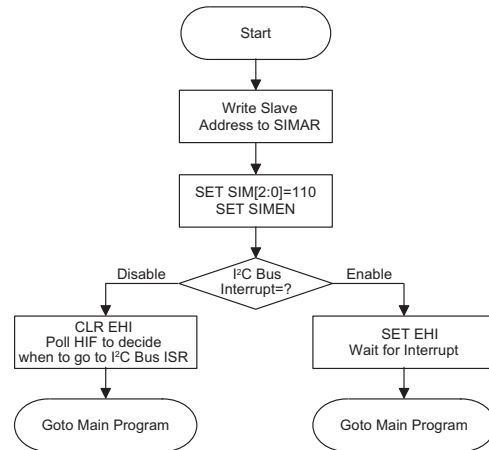 Start
Write Slave
Address to SIMAR
SET SIM[2:0]=110
SET SIMEN
I²C Bus
Interrupt=?
Disable
Enable
CLR EHI
Poll HIF to decide
when to go to I²C Bus ISR
SET EHI
Wait for Interrupt
Goto Main Program
Goto Main Program